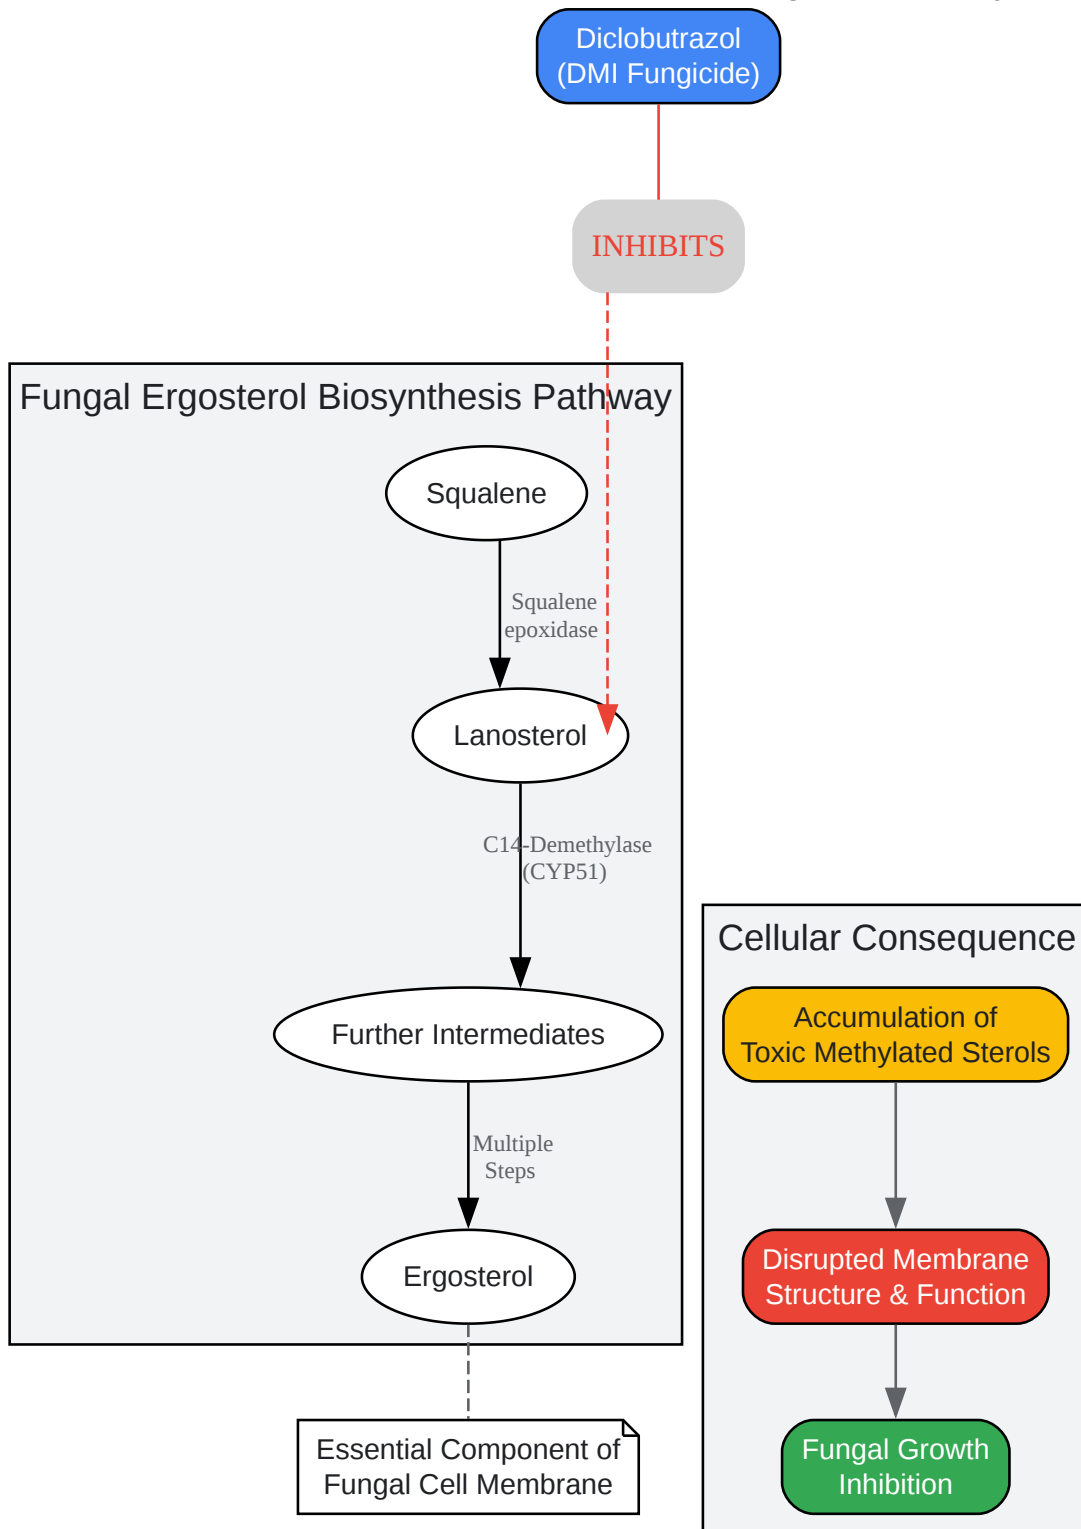 Diclobutrazol
(DMI Fungicide)
INHIBITS
Fungal Ergosterol Biosynthesis Pathway
Squalene
Squalene
epoxidase
Lanosterol
C14-Demethylase
(CYP51)
Further Intermediates
Multiple
Steps
Ergosterol
Essential Component of
Fungal Cell Membrane
Cellular Consequence
Accumulation of
Toxic Methylated Sterols
Disrupted Membrane
Structure & Function
Fungal Growth
Inhibition